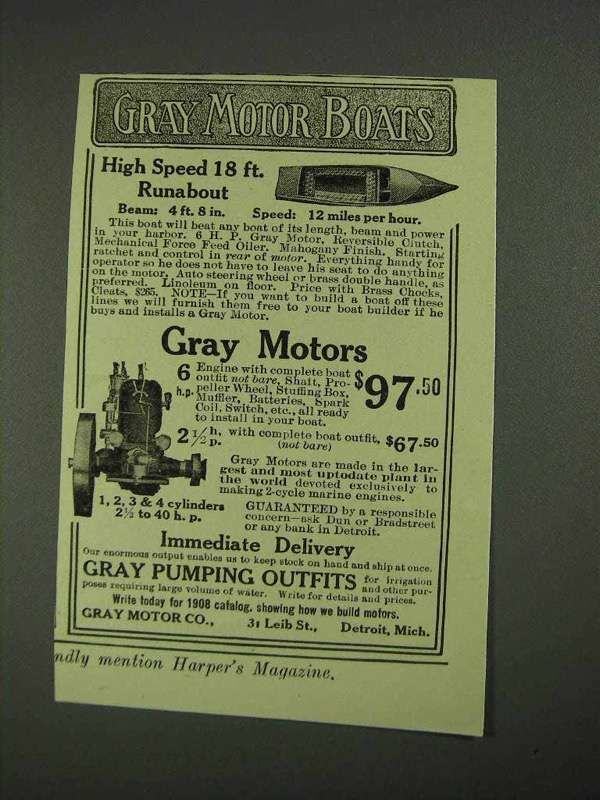 GRAY MOTOR BOATS
High Speed 18 ft.
Runabout
Beam: 4 ft. 8 in. Speed: 12 miles per hour.
This boat will beat any boat of its length, beam and power
in your harbor. 6 H. P. Gray Motor, Reversible Clutch,
Mechanical Force Feed Oiler. Mahogany Finish. Starting
ratchet and control in rear of motor. Everything handy for
operator so he does not have to leave his seat to do anything
on the motor. Auto steering wheel or brass double handle, as
preferred. Linoleum on floor. Price with Brass Chocks,
Cleats, $265. NOTE—If you want to build a boat off these
lines we will furnish them free to your boat builder if he
buys and installs a Gray Motor.
Gray Motors
6 h.p. Engine with complete boat
outfit not bare, Shaft, Pro-
peller Wheel, Stuffing Box,
Muffler, Batteries, Spark
Coil, Switch, etc., all ready
to install in your boat.
$97.50
2½ h. p. with complete boat outfit, $67.50
(not bare)
Gray Motors are made in the lar-
gest and most uptodate plant in
the world devoted exclusively to
making 2-cycle marine engines.
1, 2, 3 & 4 cylinders
2½ to 40 h. p.
GUARANTEED by a responsible
concern—ask Dun or Bradstreet
or any bank in Detroit.
Immediate Delivery
Our enormous output enables us to keep stock on hand and ship at once.
GRAY PUMPING OUTFITS for irrigation
and other pur-
poses requiring large volume of water. Write for details and prices.
Write today for 1908 catalog, showing how we build motors.
GRAY MOTOR CO., 31 Leib St., Detroit, Mich.
ndly mention Harper's Magazine.